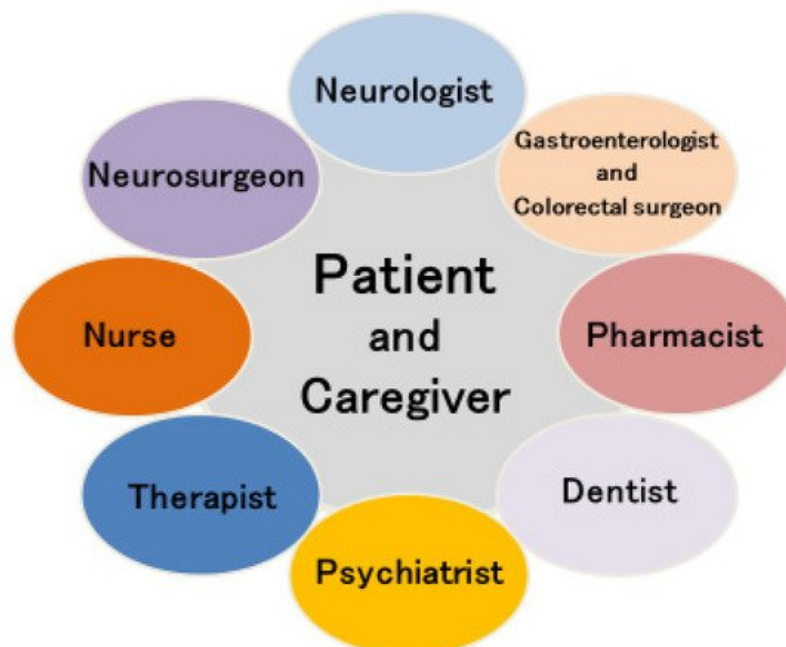 Neurologist
Gastroenterologist
and
Colorectal surgeon
Neurosurgeon
Patient
and
Caregiver
Nurse
Pharmacist
Therapist
Dentist
Psychiatrist